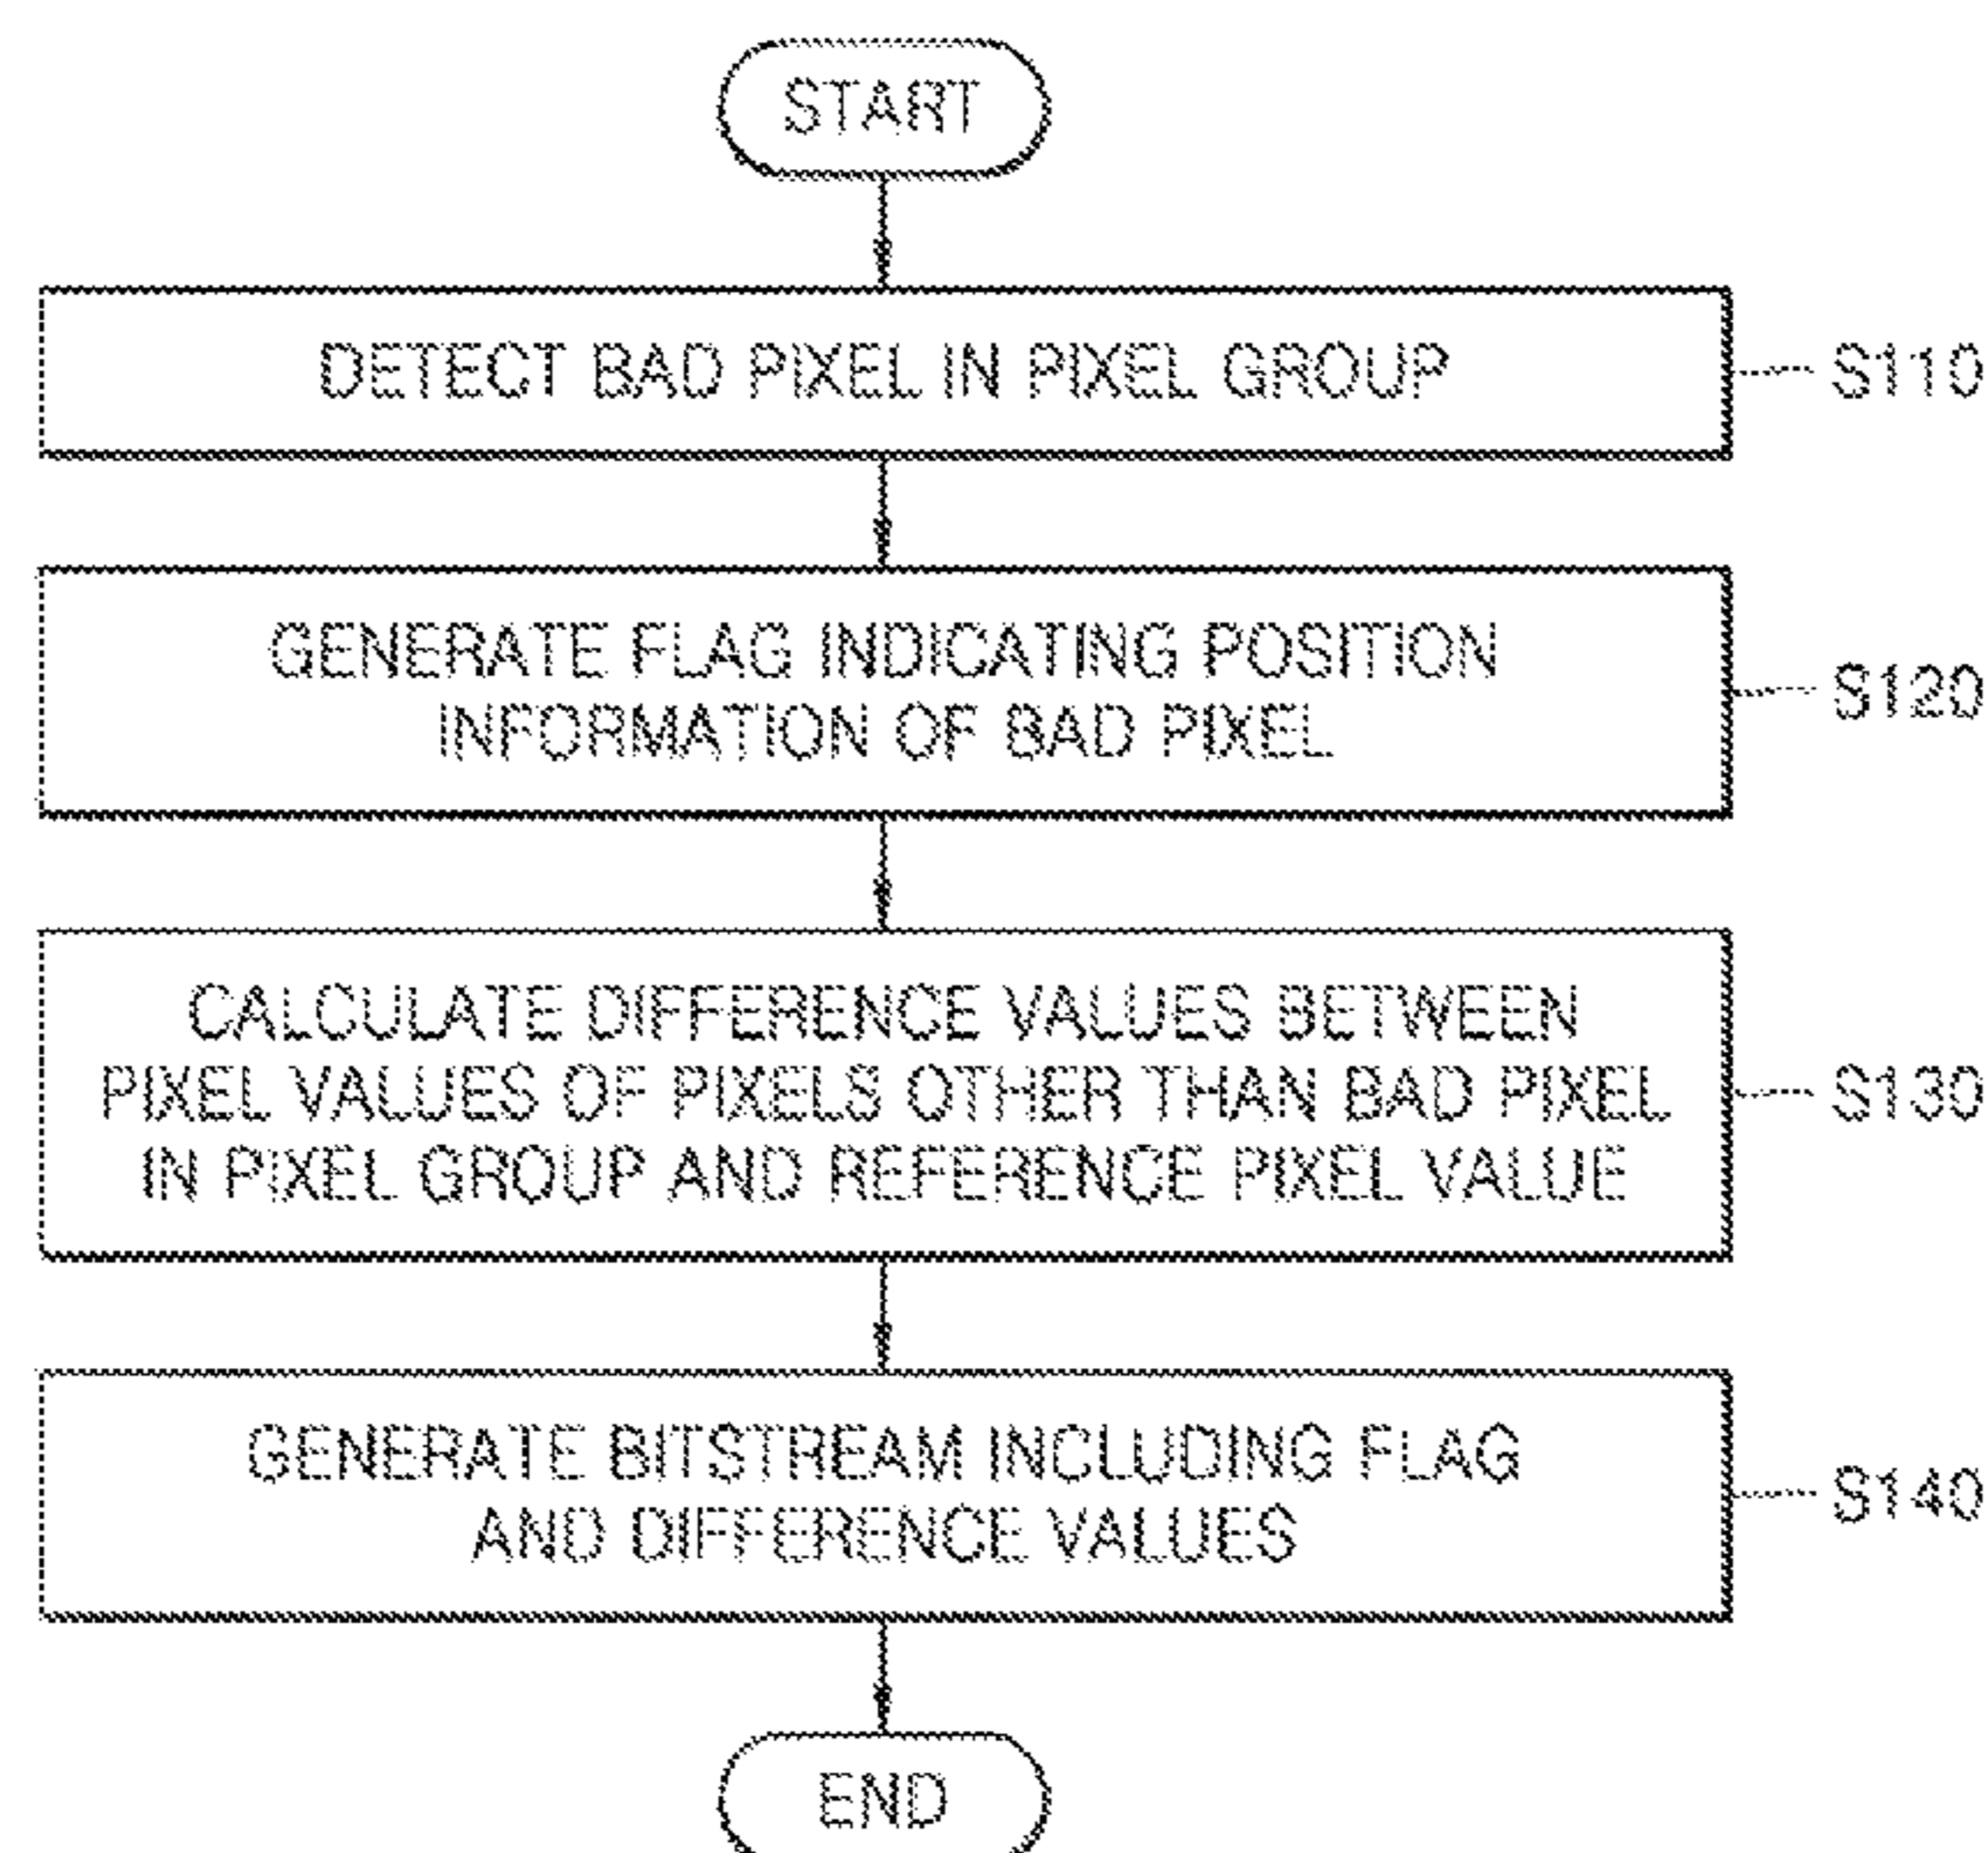 START
DETECT BAD PIXEL IN PIXEL GROUP
S110
GENERATE FLAG INDICATING POSITION
INFORMATION OF BAD PIXEL
S120
CALCULATE DIFFERENCE VALUES BETWEEN
PIXEL VALUES OF PIXELS OTHER THAN BAD PIXEL
IN PIXEL GROUP AND REFERENCE PIXEL VALUE
S130
GENERATE BITSTREAM INCLUDING FLAG
AND DIFFERENCE VALUES
S140
END